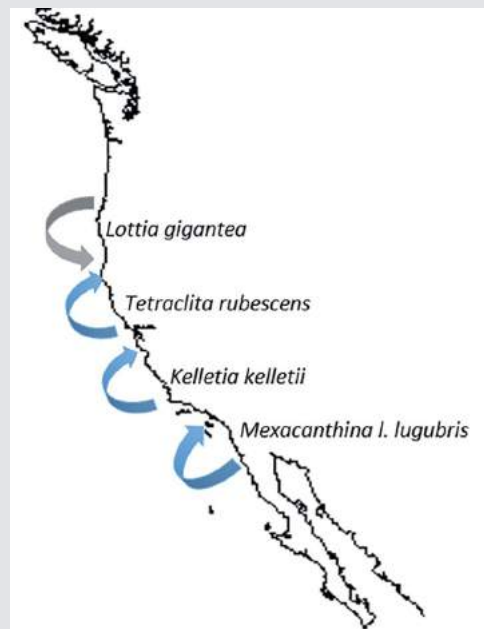 Lottia gigantea
Tetraclita rubescens
Kelletia kelletii
Mexacanthina l. lugubris